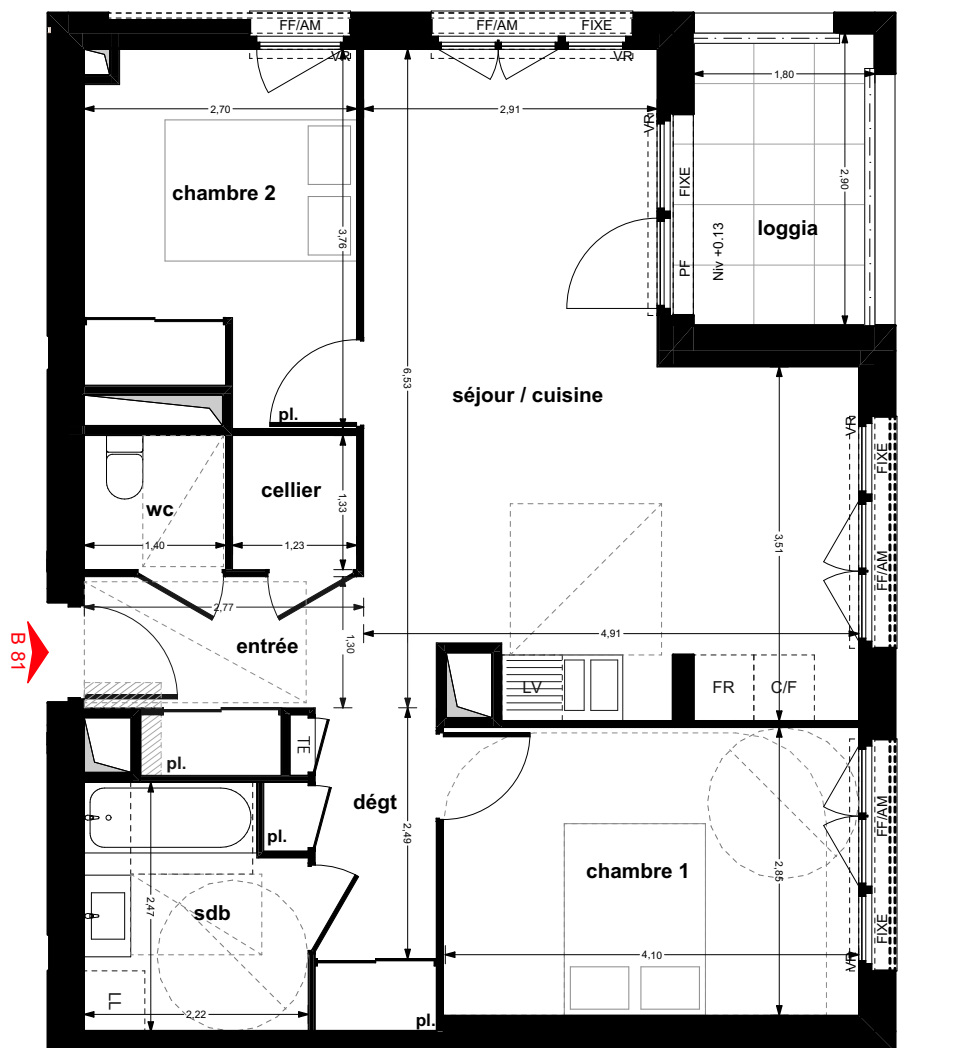 FF/AM
FF/AM
FIXE
VR
VR
1,80
2,70
2,91
VR
FIXE
2,90
chambre 2
3,76
loggia
Niv +0.13
PF
6,53
séjour / cuisine
pl.
VR
FIXE
cellier
wc
1,33
3,51
1,40
1,23
FF/AM
2,77
B 81
entrée
1,30
4,91
LV
FR
C/F
TE
pl.
dégt
FF/AM
pl.
2,49
2,85
chambre 1
2,47
sdb
FIXE
4,10
VR
LL
2,22
pl.